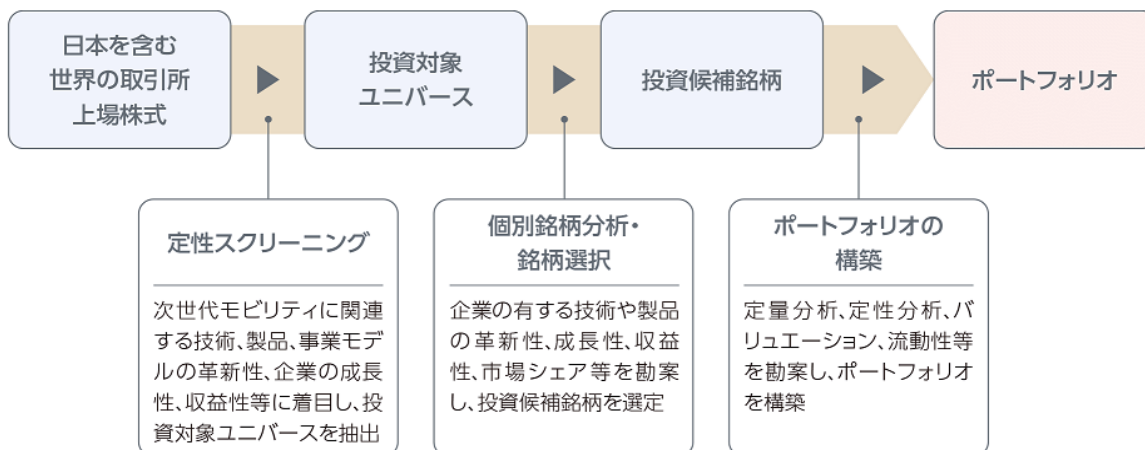 日本を含む
世界の取引所
上場株式
投資対象
ユニバース
投資候補銘柄
ポートフォリオ
定性スクリーニング
次世代モビリティに関連
する技術、製品、事業モデ
ルの革新性、企業の成長
性、収益性等に着目し、投
資対象ユニバースを抽出
個別銘柄分析・
銘柄選択
企業の有する技術や製品
の革新性、成長性、収益
性、市場シェア等を勘案
し、投資候補銘柄を選定
ポートフォリオの
構築
定量分析、定性分析、バ
リュエーション、流動性等
を勘案し、ポートフォリオ
を構築